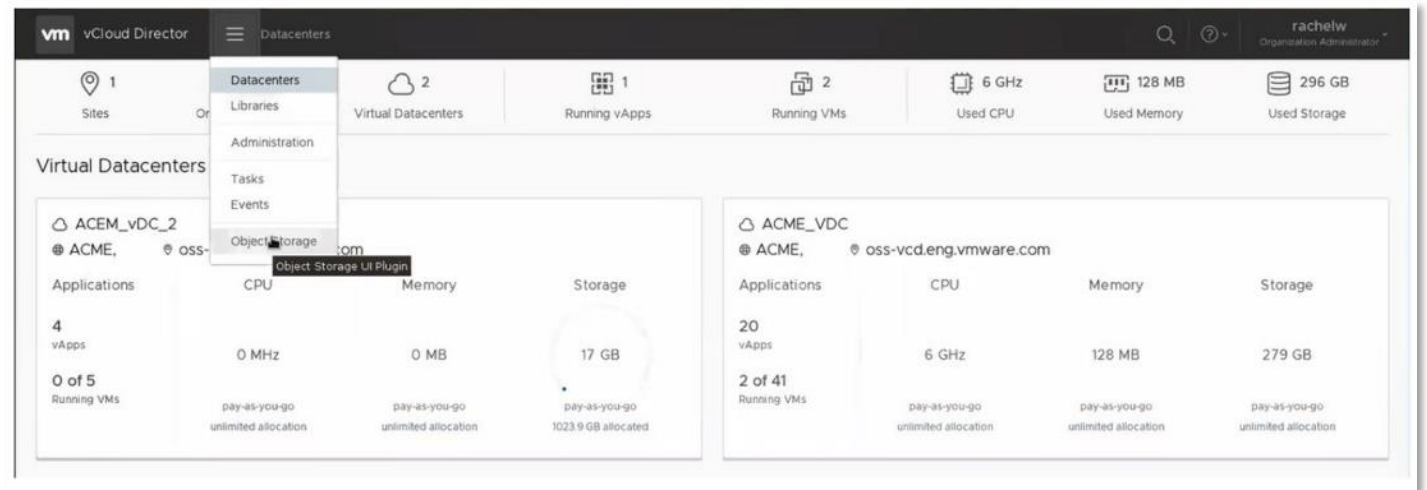 vm vCloud Director Datacenters rachelw
Organization Administrator
1 2 1 2 6 GHz 128 MB 296 GB
Sites Or Virtual Datacenters Running vApps Running VMs Used CPU Used Memory Used Storage
Datacenters
Libraries
Administration
Tasks
Events
Object Storage
Object Storage UI Plugin
Virtual Datacenters
ACEM_vDC_2
ACME, oss- com
Applications CPU Memory Storage
4
vApps
0 MHz 0 MB 17 GB
0 of 5
Running VMs
pay-as-you-go pay-as-you-go pay-as-you-go
unlimited allocation unlimited allocation 1023.9 GB allocated
ACME_VDC
ACME, oss-vcd.eng.vmware.com
Applications CPU Memory Storage
20
vApps
6 GHz 128 MB 279 GB
2 of 41
Running VMs
pay-as-you-go pay-as-you-go pay-as-you-go
unlimited allocation unlimited allocation unlimited allocation